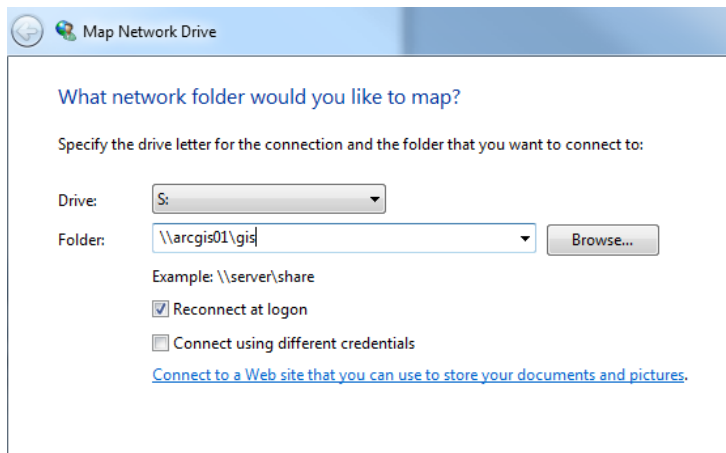 Map Network Drive
What network folder would you like to map?
Specify the drive letter for the connection and the folder that you want to connect to:
Drive: S:
Folder: \\arcgis01\gis Browse...
Example: \\server\share
Reconnect at logon
Connect using different credentials
Connect to a Web site that you can use to store your documents and pictures.